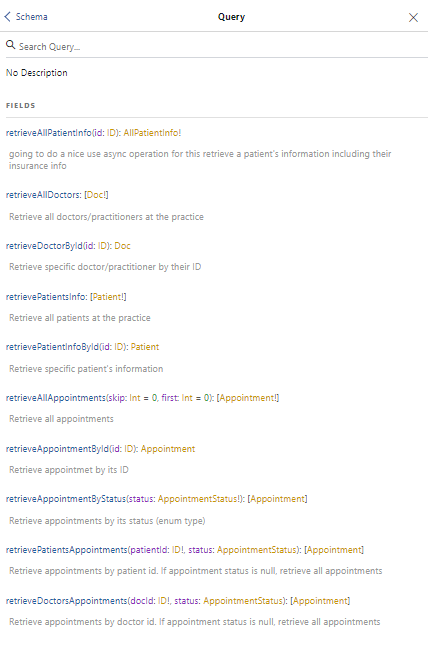 Schema
Query
Search Query...
No Description
FIELDS
retrieveAllPatientInfo(id: ID): AllPatientInfo!
going to do a nice use async operation for this retrieve a patient's information including their
insurance info
retrieveAllDoctors: [Doc!]
Retrieve all doctors/practitioners at the practice
retrieveDoctorById(id: ID): Doc
Retrieve specific doctor/practitioner by their ID
retrievePatientsInfo: [Patient!]
Retrieve all patients at the practice
retrievePatientInfoById(id: ID): Patient
Retrieve specific patient's information
retrieveAllAppointments(skip: Int = 0, first: Int = 0): [Appointment!]
Retrieve all appointments
retrieveAppointmentById(id: ID): Appointment
Retrieve appointmet by its ID
retrieveAppointmentByStatus(status: AppointmentStatus!): [Appointment]
Retrieve appointments by its status (enum type)
retrievePatientsAppointments(patientId: ID!, status: AppointmentStatus): [Appointment]
Retrieve appointments by patient id. If appointment status is null, retrieve all appointments
retrieveDoctorsAppointments(docId: ID!, status: AppointmentStatus): [Appointment]
Retrieve appointments by doctor id. If appointment status is null, retrieve all appointments